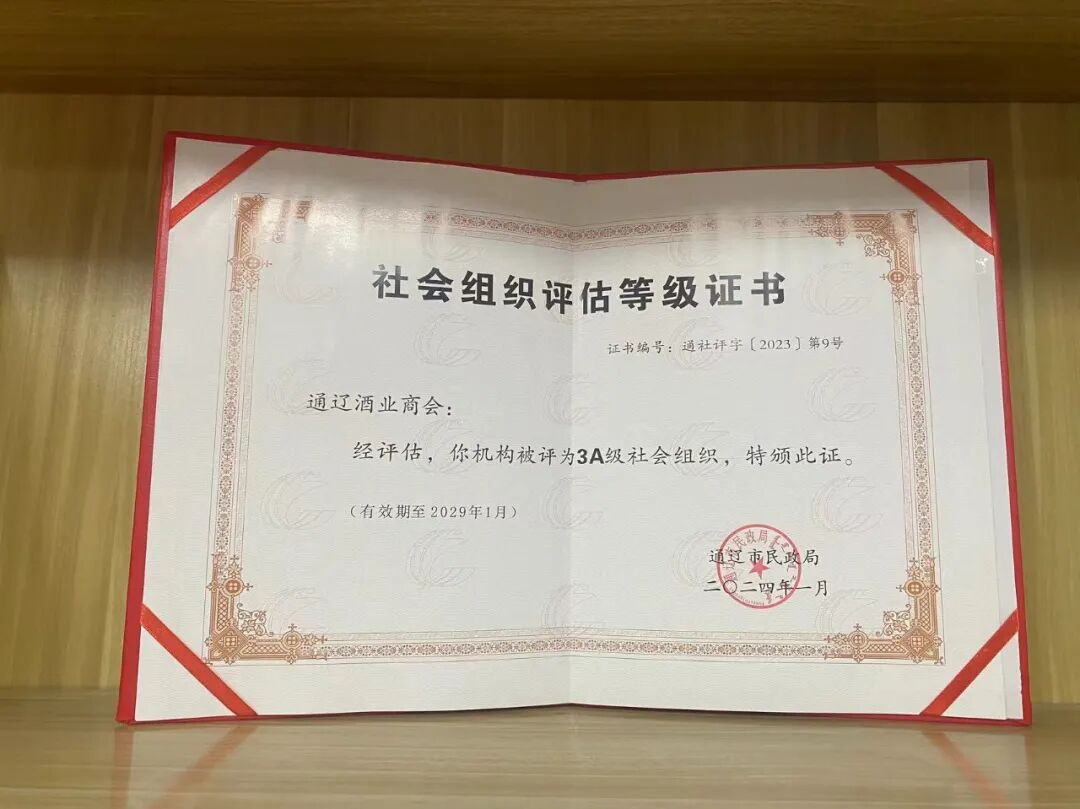 社会组织评估等级证书
证书编号：通社评字〔2023〕第9号
通辽酒业商会：
经评估，你机构被评为3A级社会组织，特颁此证。
（有效期至2029年1月）
通辽市民政局
二〇二四年一月